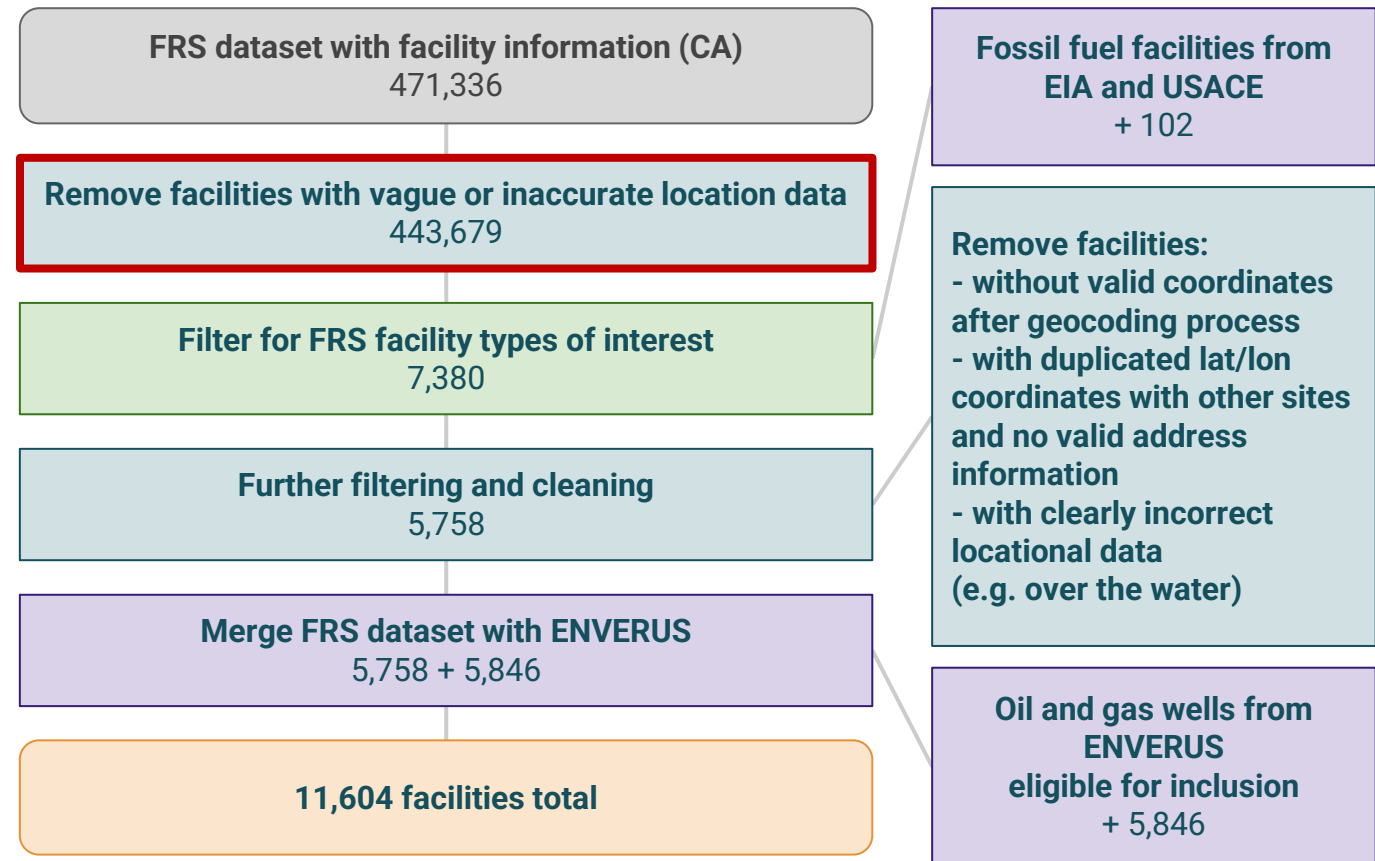 FRS dataset with facility information (CA)
471,336
Remove facilities with vague or inaccurate location data
443,679
Filter for FRS facility types of interest
7,380
Further filtering and cleaning
5,758
Merge FRS dataset with ENVERUS
5,758 + 5,846
11,604 facilities total
Fossil fuel facilities from
EIA and USACE
+ 102
Remove facilities:
- without valid coordinates
after geocoding process
- with duplicated lat/lon
coordinates with other sites
and no valid address
information
- with clearly incorrect
locational data
(e.g. over the water)
Oil and gas wells from
ENVERUS
eligible for inclusion
+ 5,846